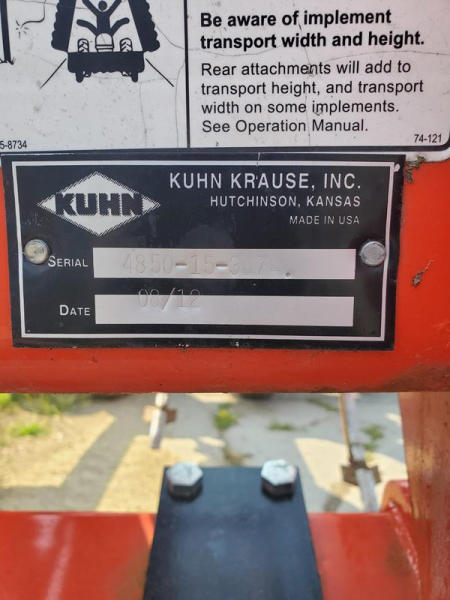 Be aware of implement
transport width and height.
Rear attachments will add to
transport height, and transport
width on some implements.
See Operation Manual.
5-8734
74-121
KUHN
KUHN KRAUSE, INC.
HUTCHINSON, KANSAS
MADE IN USA
SERIAL
DATE 08/12